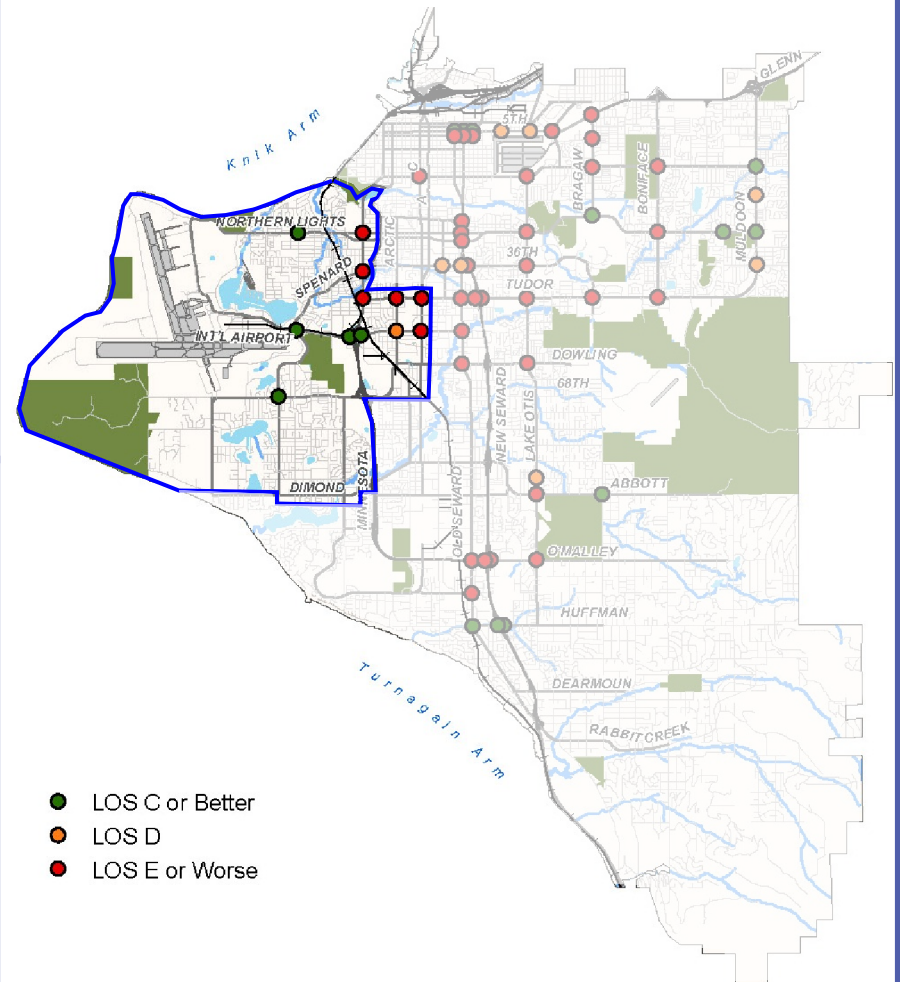 GLENN
Knik Arm
5TH
C
A
BRAGAW
BONIFACE
MULDOON
NORTHERN LIGHTS
ARCTIC
36TH
SPENARD
TUDOR
INT'L AIRPORT
DOWLING
68TH
NEW SEWARD
LAKE OTIS
DIMOND
MINNESOTA
OLD SEWARD
ABBOTT
O'MALLEY
HUFFMAN
DEARMOUN
RABBIT CREEK
Turnagain Arm
LOS C or Better
LOS D
LOS E or Worse